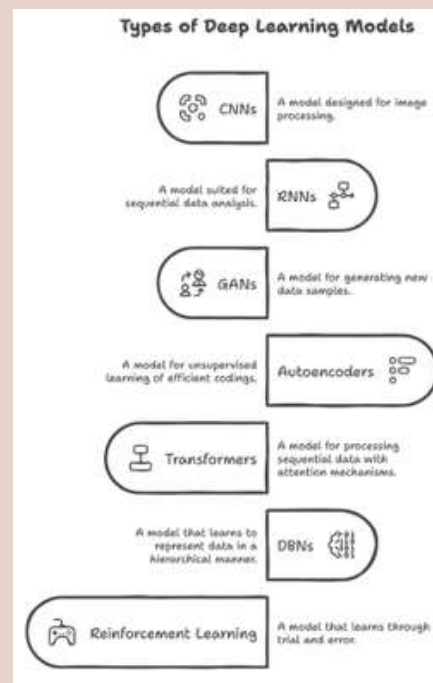 Types of Deep Learning Models
CNNs
A model designed for image
processing.
A model suited for
sequential data analysis.
RNNs
GANs
A model for generating new
data samples.
A model for unsupervised
learning of efficient codings.
Autoencoders
Transformers
A model for processing
sequential data with
attention mechanisms.
A model that learns to
represent data in a
hierarchical manner.
DBNs
Reinforcement Learning
A model that learns through
trial and error.